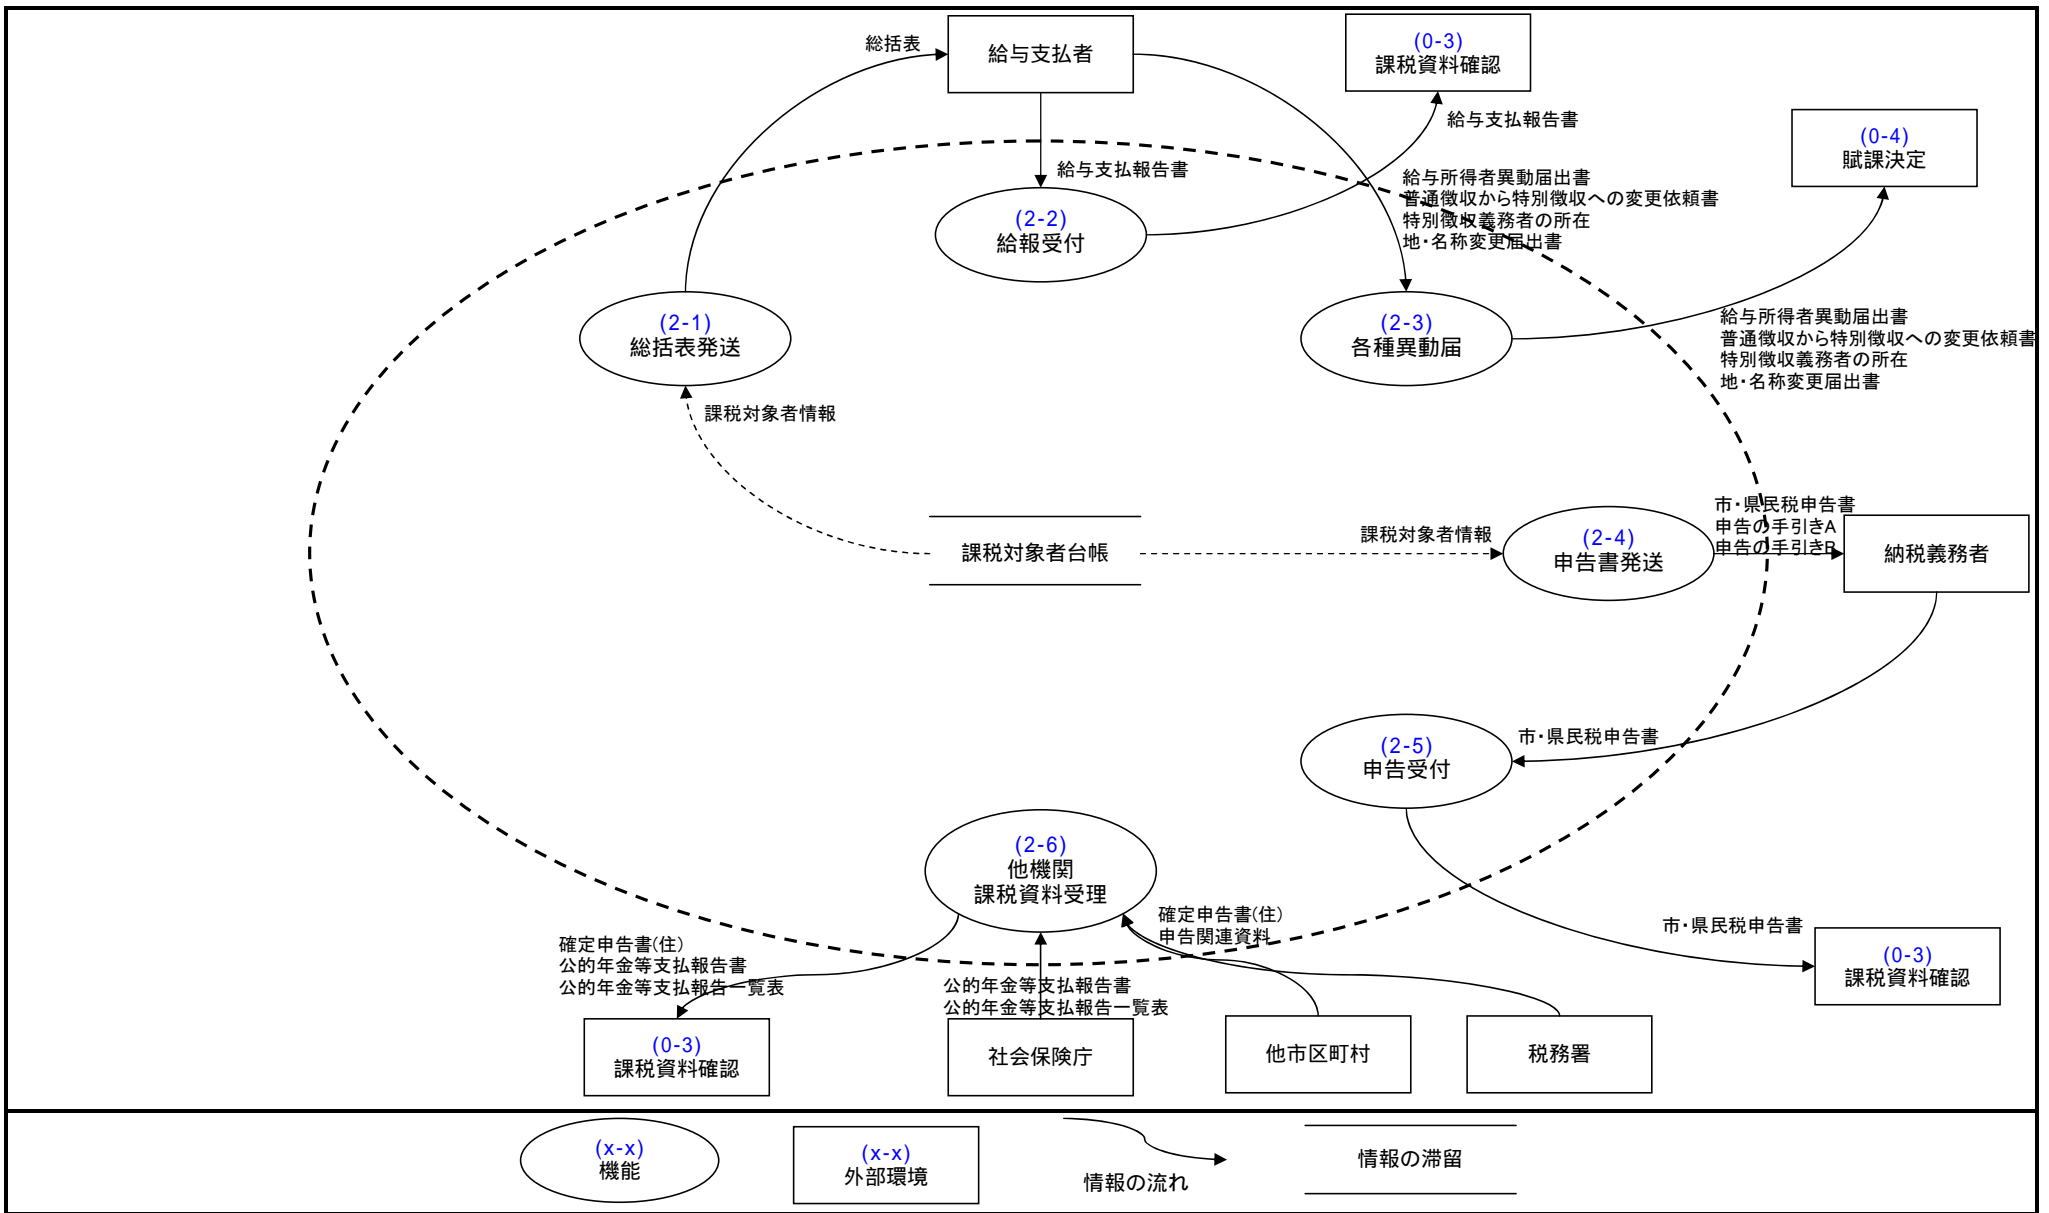 総括表
給与支払者
(0-3)
課税資料確認
給与支払報告書
(0-4)
賦課決定
給与支払報告書
(2-2)
給報受付
給与所得者異動届出書
普通徴収から特別徴収への変更依頼書
特別徴収義務者の所在
地・名称変更届出書
(2-1)
総括表発送
(2-3)
各種異動届
給与所得者異動届出書
普通徴収から特別徴収への変更依頼書
特別徴収義務者の所在
地・名称変更届出書
課税対象者情報
課税対象者台帳
課税対象者情報
(2-4)
申告書発送
市・県民税申告書
申告の手引きA
申告の手引きB
納税義務者
(2-5)
申告受付
市・県民税申告書
(2-6)
他機関
課税資料受理
確定申告書(住)
申告関連資料
市・県民税申告書
(0-3)
課税資料確認
確定申告書(住)
公的年金等支払報告書
公的年金等支払報告一覧表
公的年金等支払報告書
公的年金等支払報告一覧表
(0-3)
課税資料確認
社会保険庁
他市区町村
税務署
(x-x)
機能
(x-x)
外部環境
情報の流れ
情報の滞留